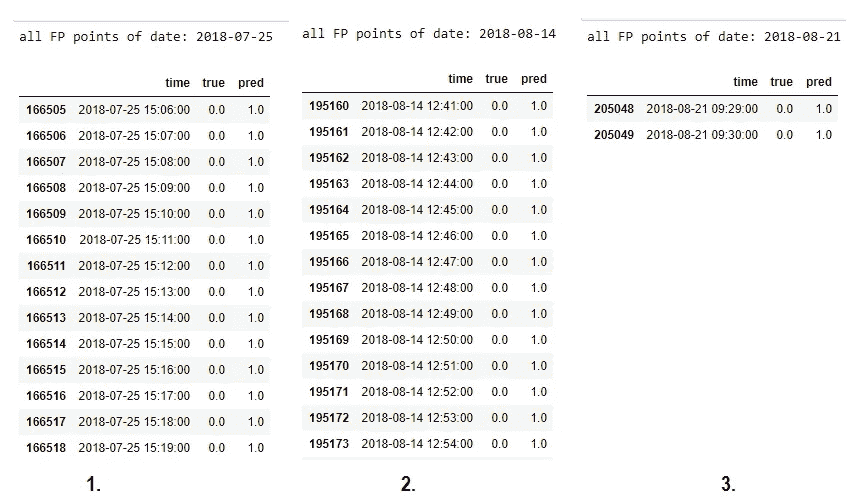 all FP points of date: 2018-07-25
time true pred
166505 2018-07-25 15:06:00 0.0 1.0
166506 2018-07-25 15:07:00 0.0 1.0
166507 2018-07-25 15:08:00 0.0 1.0
166508 2018-07-25 15:09:00 0.0 1.0
166509 2018-07-25 15:10:00 0.0 1.0
166510 2018-07-25 15:11:00 0.0 1.0
166511 2018-07-25 15:12:00 0.0 1.0
166512 2018-07-25 15:13:00 0.0 1.0
166513 2018-07-25 15:14:00 0.0 1.0
166514 2018-07-25 15:15:00 0.0 1.0
166515 2018-07-25 15:16:00 0.0 1.0
166516 2018-07-25 15:17:00 0.0 1.0
166517 2018-07-25 15:18:00 0.0 1.0
166518 2018-07-25 15:19:00 0.0 1.0
1.
all FP points of date: 2018-08-14
time true pred
195160 2018-08-14 12:41:00 0.0 1.0
195161 2018-08-14 12:42:00 0.0 1.0
195162 2018-08-14 12:43:00 0.0 1.0
195163 2018-08-14 12:44:00 0.0 1.0
195164 2018-08-14 12:45:00 0.0 1.0
195165 2018-08-14 12:46:00 0.0 1.0
195166 2018-08-14 12:47:00 0.0 1.0
195167 2018-08-14 12:48:00 0.0 1.0
195168 2018-08-14 12:49:00 0.0 1.0
195169 2018-08-14 12:50:00 0.0 1.0
195170 2018-08-14 12:51:00 0.0 1.0
195171 2018-08-14 12:52:00 0.0 1.0
195172 2018-08-14 12:53:00 0.0 1.0
195173 2018-08-14 12:54:00 0.0 1.0
2.
all FP points of date: 2018-08-21
time true pred
205048 2018-08-21 09:29:00 0.0 1.0
205049 2018-08-21 09:30:00 0.0 1.0
3.